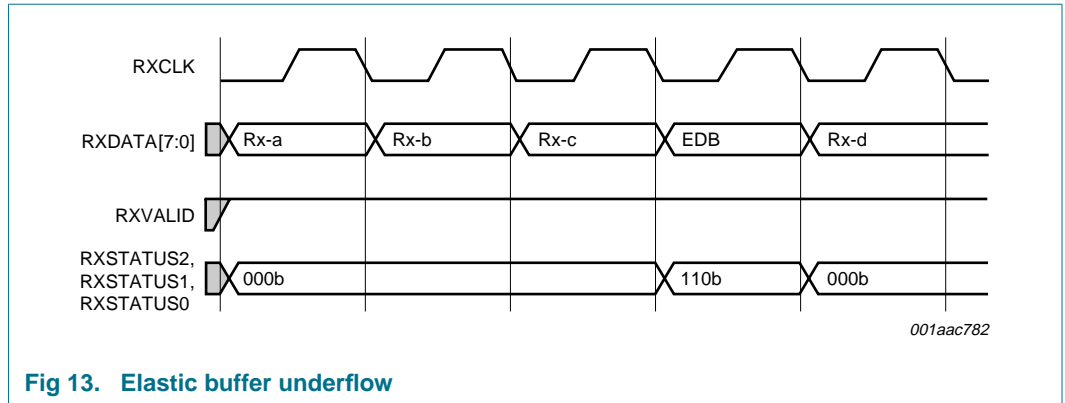 RXCLK
RXDATA[7:0] Rx-a Rx-b Rx-c EDB Rx-d
RXVALID
RXSTATUS2,
RXSTATUS1,
RXSTATUS0
000b 110b 000b
001aac782
Fig 13. Elastic buffer underflow